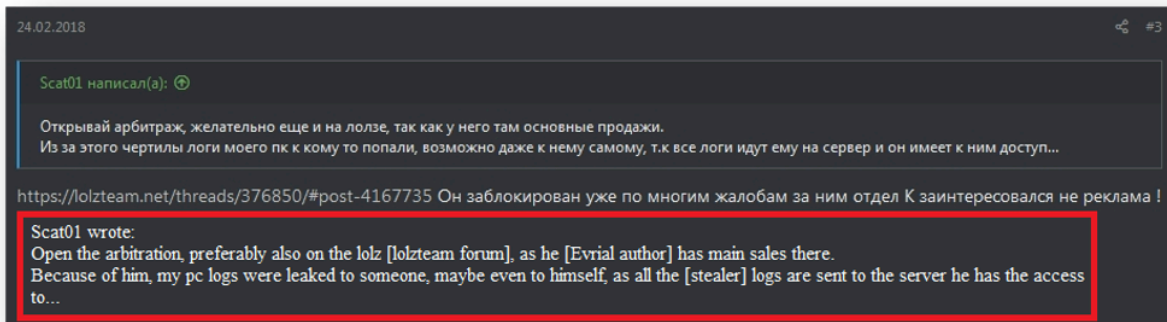 24.02.2018
#3
Scat01 написал(а):
Открывай арбитраж, желательно еще и на лолзе, так как у него там основные продажи.
Из за этого чертилы логи моего пк к кому то попали, возможно даже к нему самому, т.к все логи идут ему на сервер и он имеет к ним доступ...
https://lolzteam.net/threads/376850/#post-4167735 Он заблокирован уже по многим жалобам за ним отдел К заинтересовался не реклама !
Scat01 wrote:
Open the arbitration, preferably also on the lolz [lolzteam forum], as he [Evrial author] has main sales there.
Because of him, my pc logs were leaked to someone, maybe even to himself, as all the [stealer] logs are sent to the server he has the access
to...